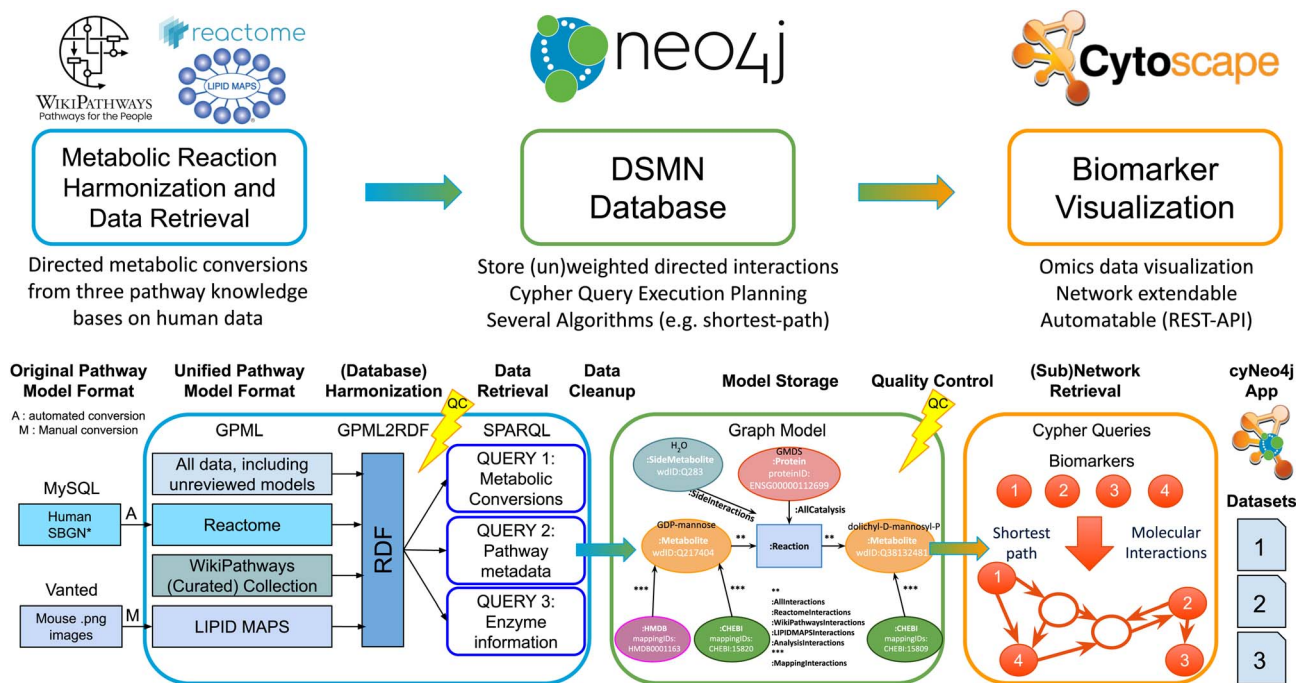 WIKIPATHWAYS
Pathways for the People
reactome
LIPID MAPS
neo4j
Cytoscape
Metabolic Reaction
Harmonization and
Data Retrieval
DSMN
Database
Biomarker
Visualization
Directed metabolic conversions
from three pathway knowledge
bases on human data
Store (un)weighted directed interactions
Cypher Query Execution Planning
Several Algorithms (e.g. shortest-path)
Omics data visualization
Network extendable
Automatable (REST-API)
Original Pathway
Model Format
Unified Pathway
Model Format
(Database)
Harmonization
Data
Retrieval
Data
Cleanup
Model Storage
Quality Control
(Sub)Network
Retrieval
cyNeo4j
App
A : automated conversion
M : Manual conversion
GPML
GPML2RDF
QC
SPARQL
MySQL
Human
SBGN*
A
Vanted
Mouse .png
images
M
All data, including
unreviewed models
Reactome
WikiPathways
(Curated) Collection
LIPID MAPS
RDF
QUERY 1:
Metabolic
Conversions
QUERY 2:
Pathway
metadata
QUERY 3:
Enzyme
information
Graph Model
QC
H₂O
:SideMetabolite
wdID:Q283
GMDS
:Protein
proteinID:
ENSG00000112699
:SideInteractions
:AllCatalysis
GDP-mannose
:Metabolite
wdID:Q217404
**
:Reaction
**
dolichyl-D-mannosyl-P
:Metabolite
wdID:Q38132481
***
***
***
:HMDB
mappingIDs:
HMDB0001163
:CHEBI
mappingIDs:
CHEBI:15820
**
:AllInteractions
:ReactomeInteractions
:WikiPathwaysInteractions
:LIPIDMAPSInteractions
:AnalysisInteractions
***
:MappingInteractions
:CHEBI
mappingIDs:
CHEBI:15809
Cypher Queries
Biomarkers
1 2 3 4
Shortest
path
Molecular
Interactions
1
2
4
3
Datasets
1
2
3